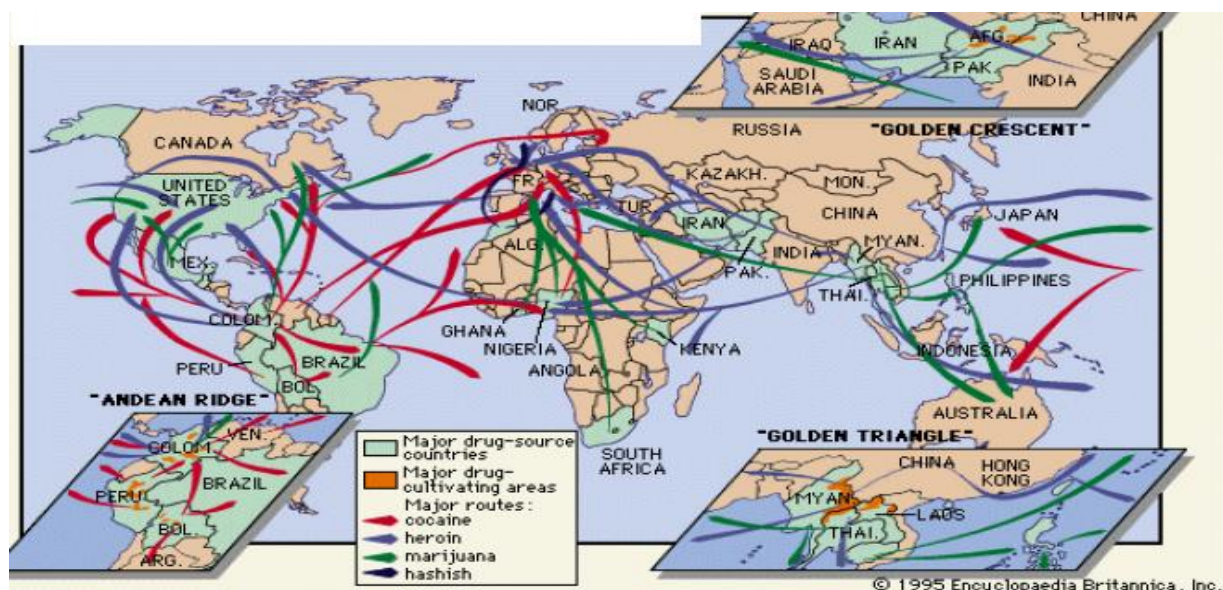 CHINA
IRAQ
IRAN
AFG.
PAK.
SAUDI
ARABIA
INDIA
"GOLDEN CRESCENT"
NOR.
RUSSIA
CANADA
UNITED
STATES
FR.
KAZAKH.
MON.
TUR.
IRAN
CHINA
JAPAN
MEX.
ALG.
PAK.
INDIA
MYAN.
THAI.
PHILIPPINES
COLOM.
GHANA
NIGERIA
KENYA
PERU
BRAZIL
BOL.
ANGOLA
INDONESIA
AUSTRALIA
SOUTH
AFRICA
"ANDEAN RIDGE"
COLOM.
VEN.
PERU
BRAZIL
BOL.
ARG.
Major drug-source
countries
Major drug-
cultivating areas
Major routes:
cocaine
heroin
marijuana
hashish
"GOLDEN TRIANGLE"
CHINA
HONG
KONG
MYAN.
LAOS
THAI.
© 1995 Encyclopaedia Britannica, Inc.